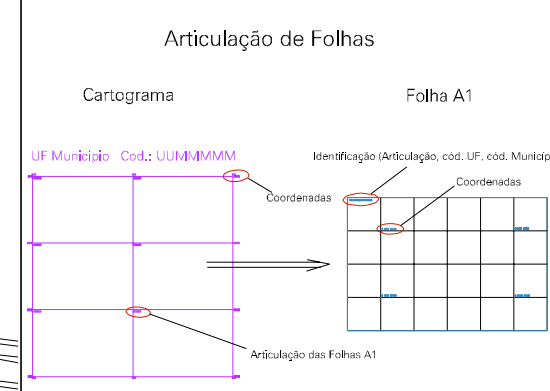 Articulação de Folhas
Cartograma
Folha A1
UF Municipio Cod.: UUMMMMM
Identificação (Articulação, cód. UF, cód. Municíp
Coordenadas
Coordenadas
Articulação das Folhas A1